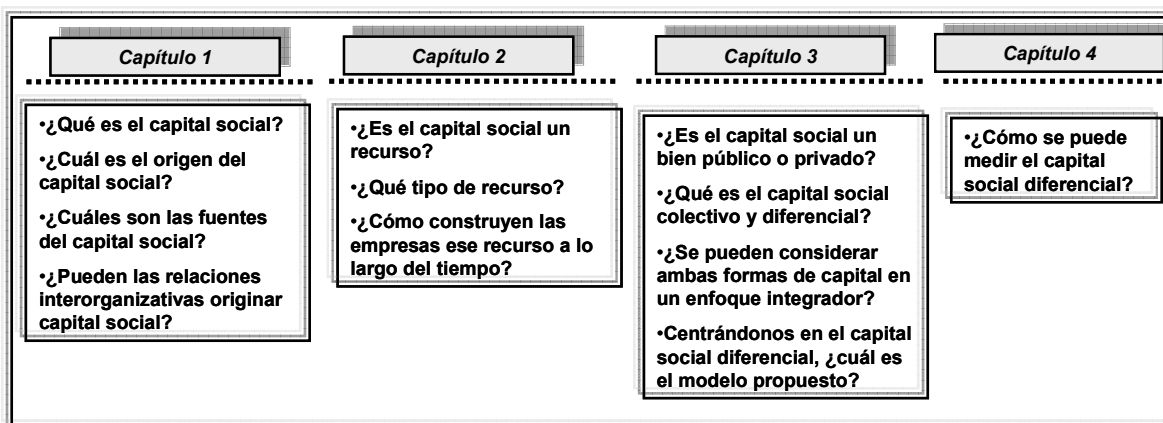 Capítulo 1
•¿Qué es el capital social?
•¿Cuál es el origen del
capital social?
•¿Cuáles son las fuentes
del capital social?
•¿Pueden las relaciones
interorganizativas originar
capital social?
Capítulo 2
•¿Es el capital social un
recurso?
•¿Qué tipo de recurso?
•¿Cómo construyen las
empresas ese recurso a lo
largo del tiempo?
Capítulo 3
•¿Es el capital social un
bien público o privado?
•¿Qué es el capital social
colectivo y diferencial?
•¿Se pueden considerar
ambas formas de capital en
un enfoque integrador?
•Centrándonos en el capital
social diferencial, ¿cuál es
el modelo propuesto?
Capítulo 4
•¿Cómo se puede
medir el capital
social diferencial?